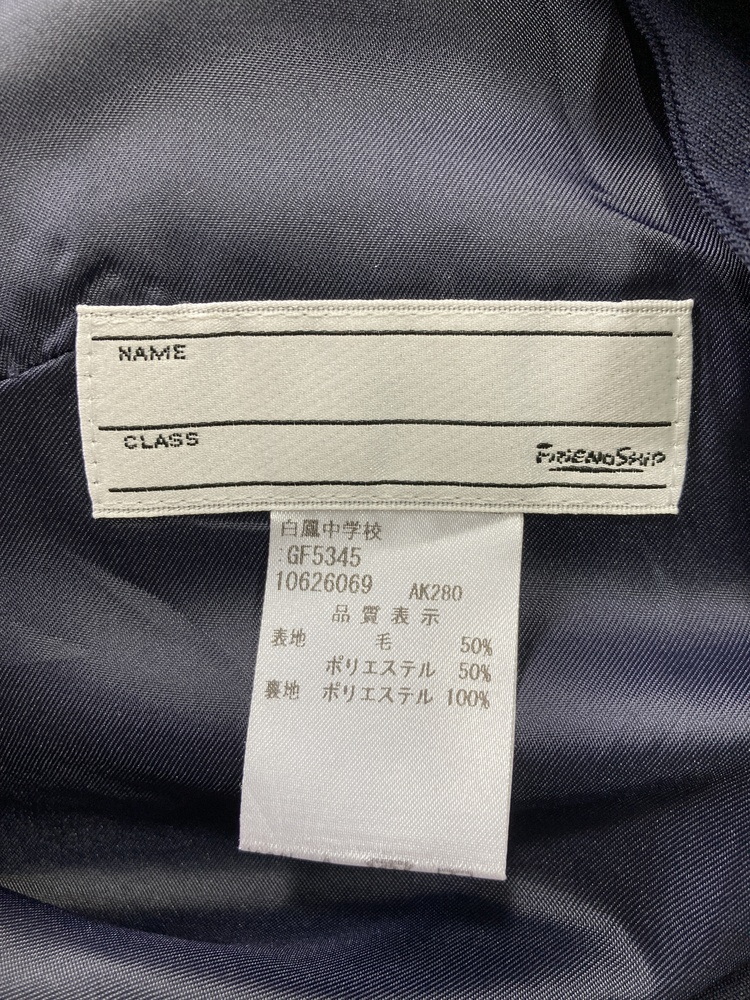 NAME
CLASS
FRIENDSHIP
白鳳中学校
GF5345
10626069 AK280
品質表示
表地 毛 50%
ポリエステル 50%
裏地 ポリエステル 100%